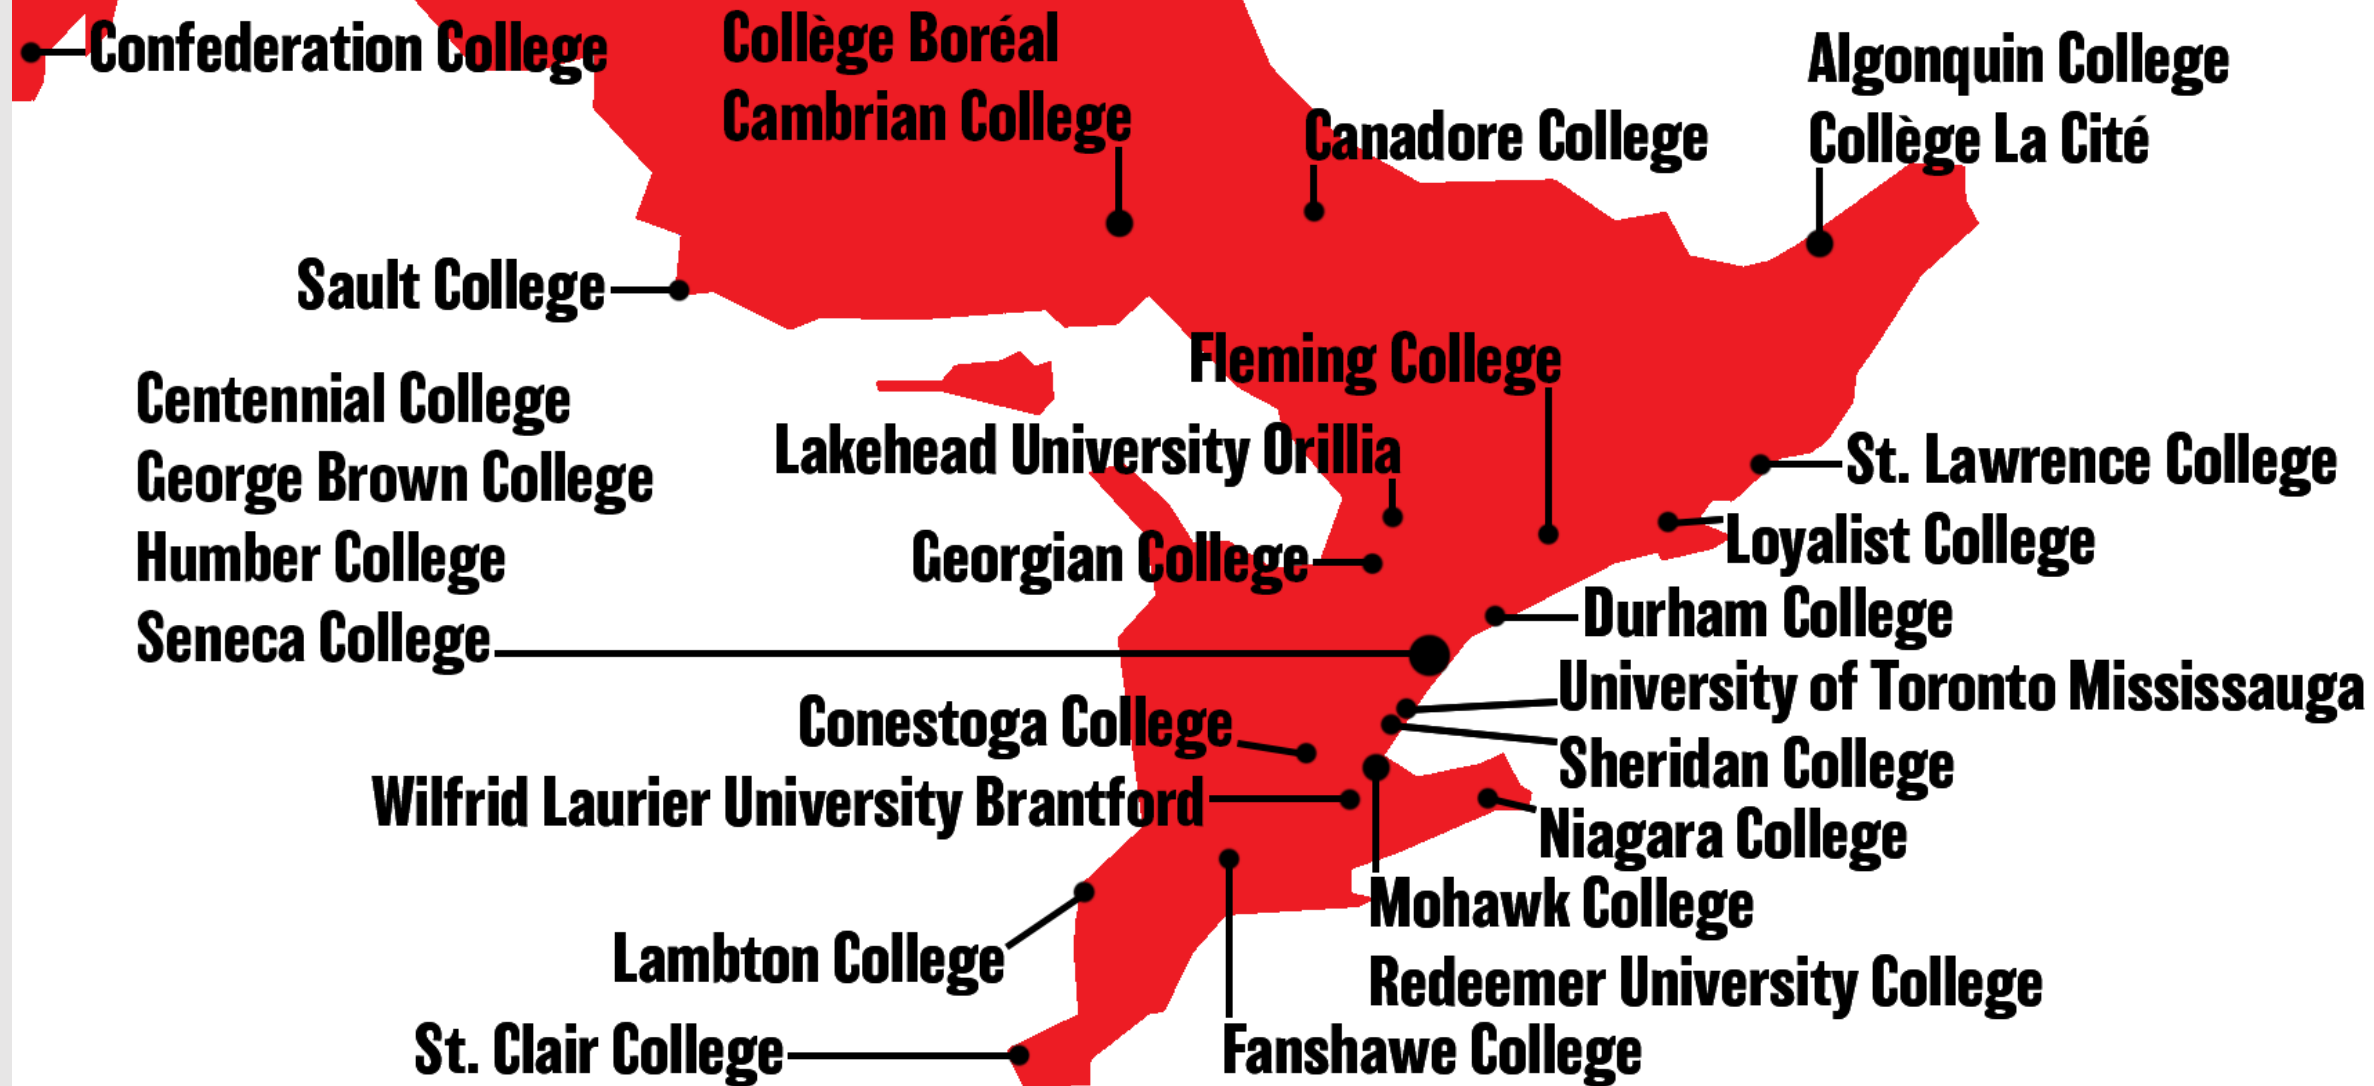 Confederation College
Collège Boréal
Cambrian College
Canadore College
Algonquin College
Collège La Cité
Sault College
Centennial College
George Brown College
Humber College
Seneca College
Fleming College
Lakehead University Orillia
Georgian College
St. Lawrence College
Loyalist College
Durham College
University of Toronto Mississauga
Sheridan College
Conestoga College
Wilfrid Laurier University Brantford
Niagara College
Mohawk College
Redeemer University College
Lambton College
St. Clair College
Fanshawe College